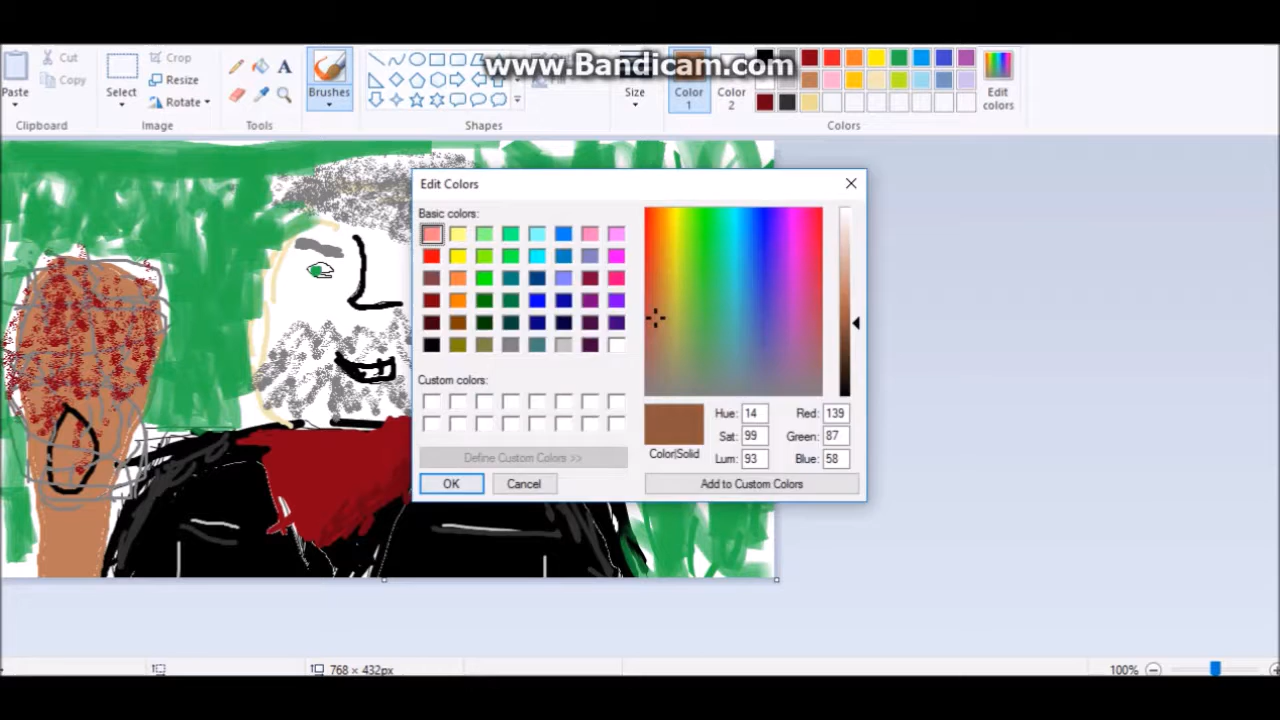 www.Bandicam.com
Cut
Crop
Copy
Resize
Paste
Select
Rotate
Brushes
Fill
Size
Color 1
Color 2
Edit colors
Clipboard
Image
Tools
Shapes
Colors
Edit Colors
Basic colors:
Custom colors:
Define Custom Colors >>
OK
Cancel
Color|Solid
Hue: 14
Sat: 99
Lum: 93
Red: 139
Green: 87
Blue: 58
Add to Custom Colors
768 × 432px
100%